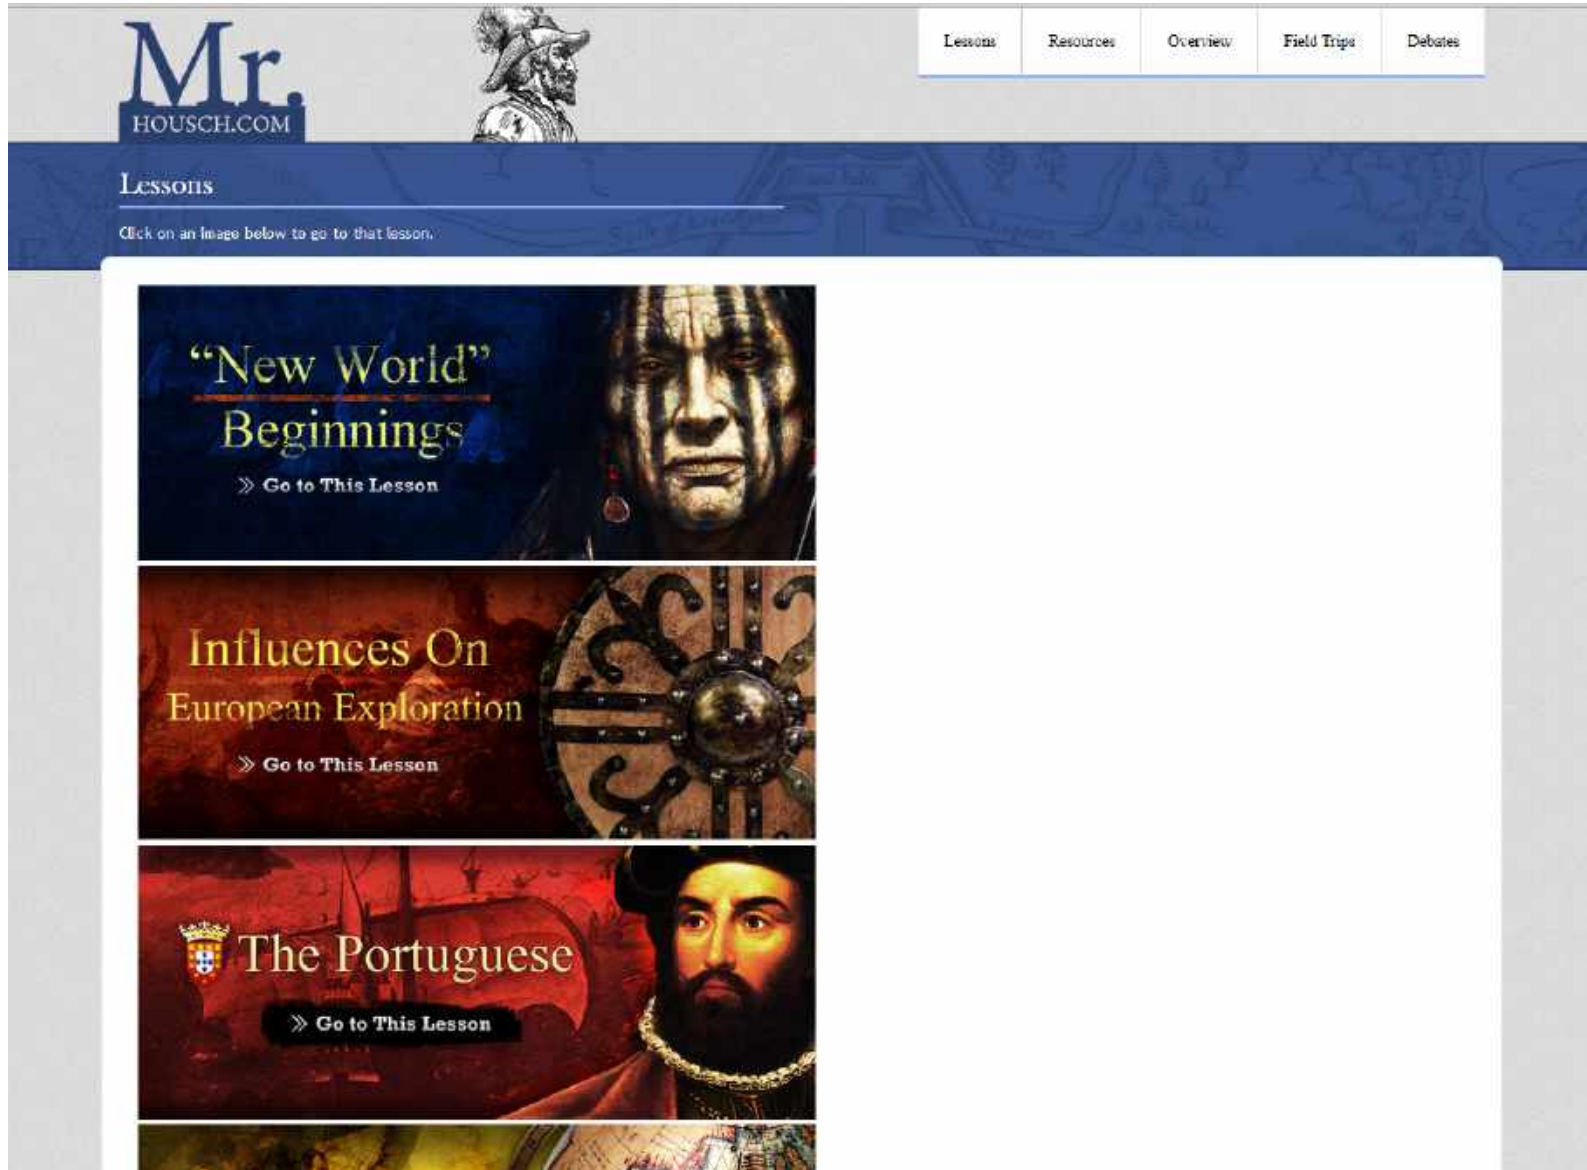 Mr.
HOUSCH.COM
Lessons
Resources
Overview
Field Trips
Debates
Lessons
Click on an image below to go to that lesson.
“New World”
Beginnings
» Go to This Lesson
Influences On
European Exploration
» Go to This Lesson
The Portuguese
» Go to This Lesson